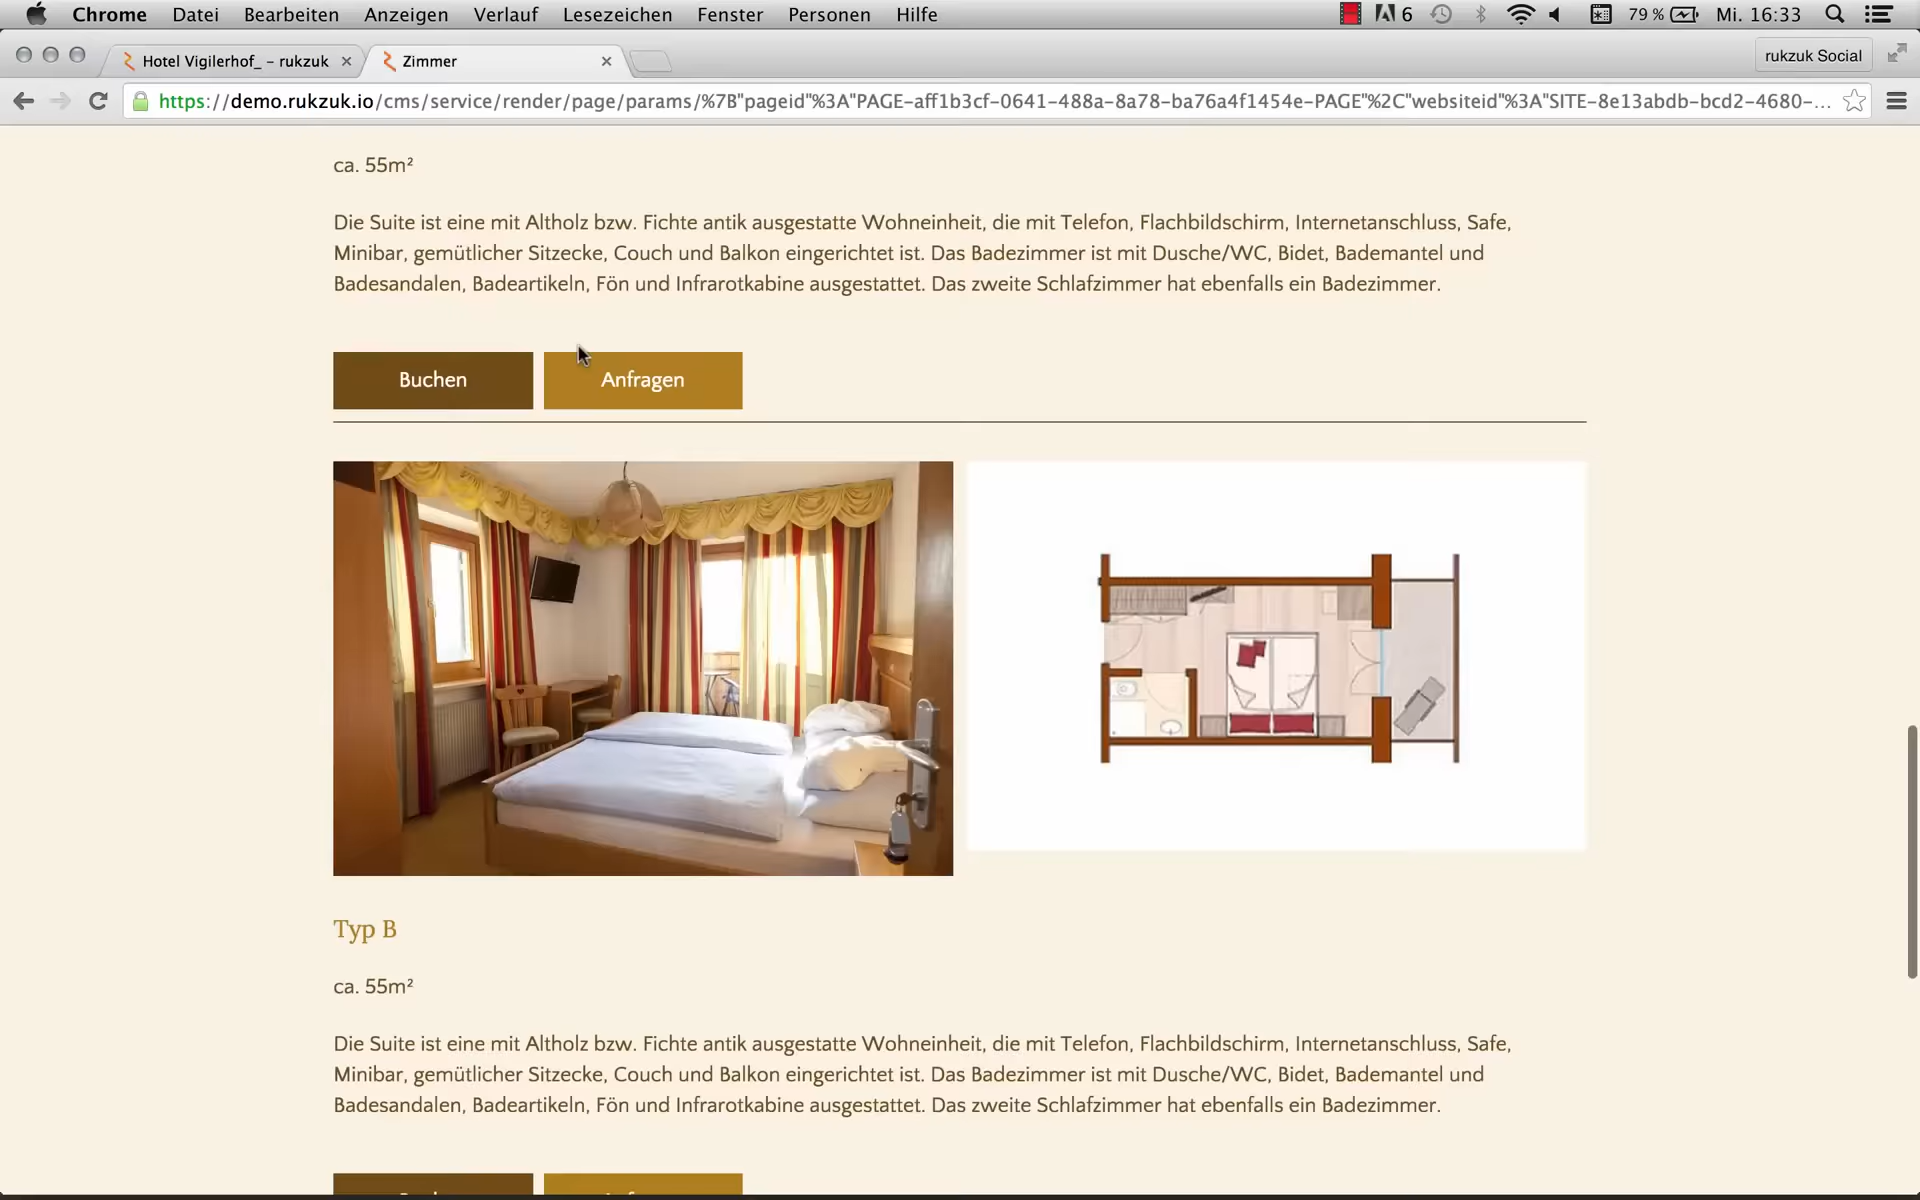 Chrome Datei Bearbeiten Anzeigen Verlauf Lesezeichen Fenster Personen Hilfe 6 79 % Mi. 16:33
Hotel Vigilerhof_ – rukzuk Zimmer rukzuk Social
https://demo.rukzuk.io/cms/service/render/page/params/%7B"pageid"%3A"PAGE-aff1b3cf-0641-488a-8a78-ba76a4f1454e-PAGE"%2C"websiteid"%3A"SITE-8e13abdb-bcd2-4680-...
ca. 55m²
Die Suite ist eine mit Altholz bzw. Fichte antik ausgestatte Wohneinheit, die mit Telefon, Flachbildschirm, Internetanschluss, Safe,
Minibar, gemütlicher Sitzecke, Couch und Balkon eingerichtet ist. Das Badezimmer ist mit Dusche/WC, Bidet, Bademantel und
Badesandalen, Badeartikeln, Fön und Infrarotkabine ausgestattet. Das zweite Schlafzimmer hat ebenfalls ein Badezimmer.
Buchen Anfragen
Typ B
ca. 55m²
Die Suite ist eine mit Altholz bzw. Fichte antik ausgestatte Wohneinheit, die mit Telefon, Flachbildschirm, Internetanschluss, Safe,
Minibar, gemütlicher Sitzecke, Couch und Balkon eingerichtet ist. Das Badezimmer ist mit Dusche/WC, Bidet, Bademantel und
Badesandalen, Badeartikeln, Fön und Infrarotkabine ausgestattet. Das zweite Schlafzimmer hat ebenfalls ein Badezimmer.